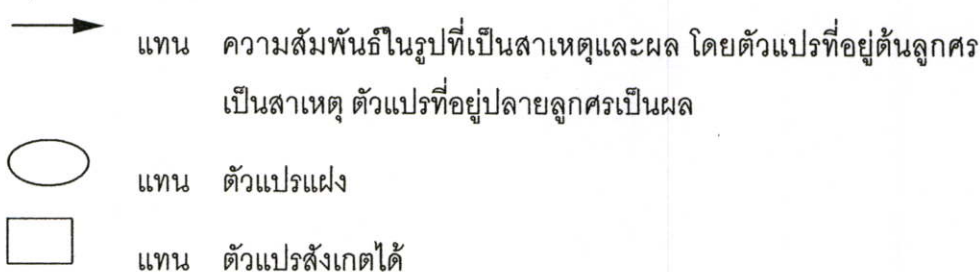 แทน ความสัมพันธ์ในรูปที่เป็นสาเหตุและผล โดยตัวแปรที่อยู่ต้นลูกศร
เป็นสาเหตุ ตัวแปรที่อยู่ปลายลูกศรเป็นผล
แทน ตัวแปรแฝง
แทน ตัวแปรสังเกตได้